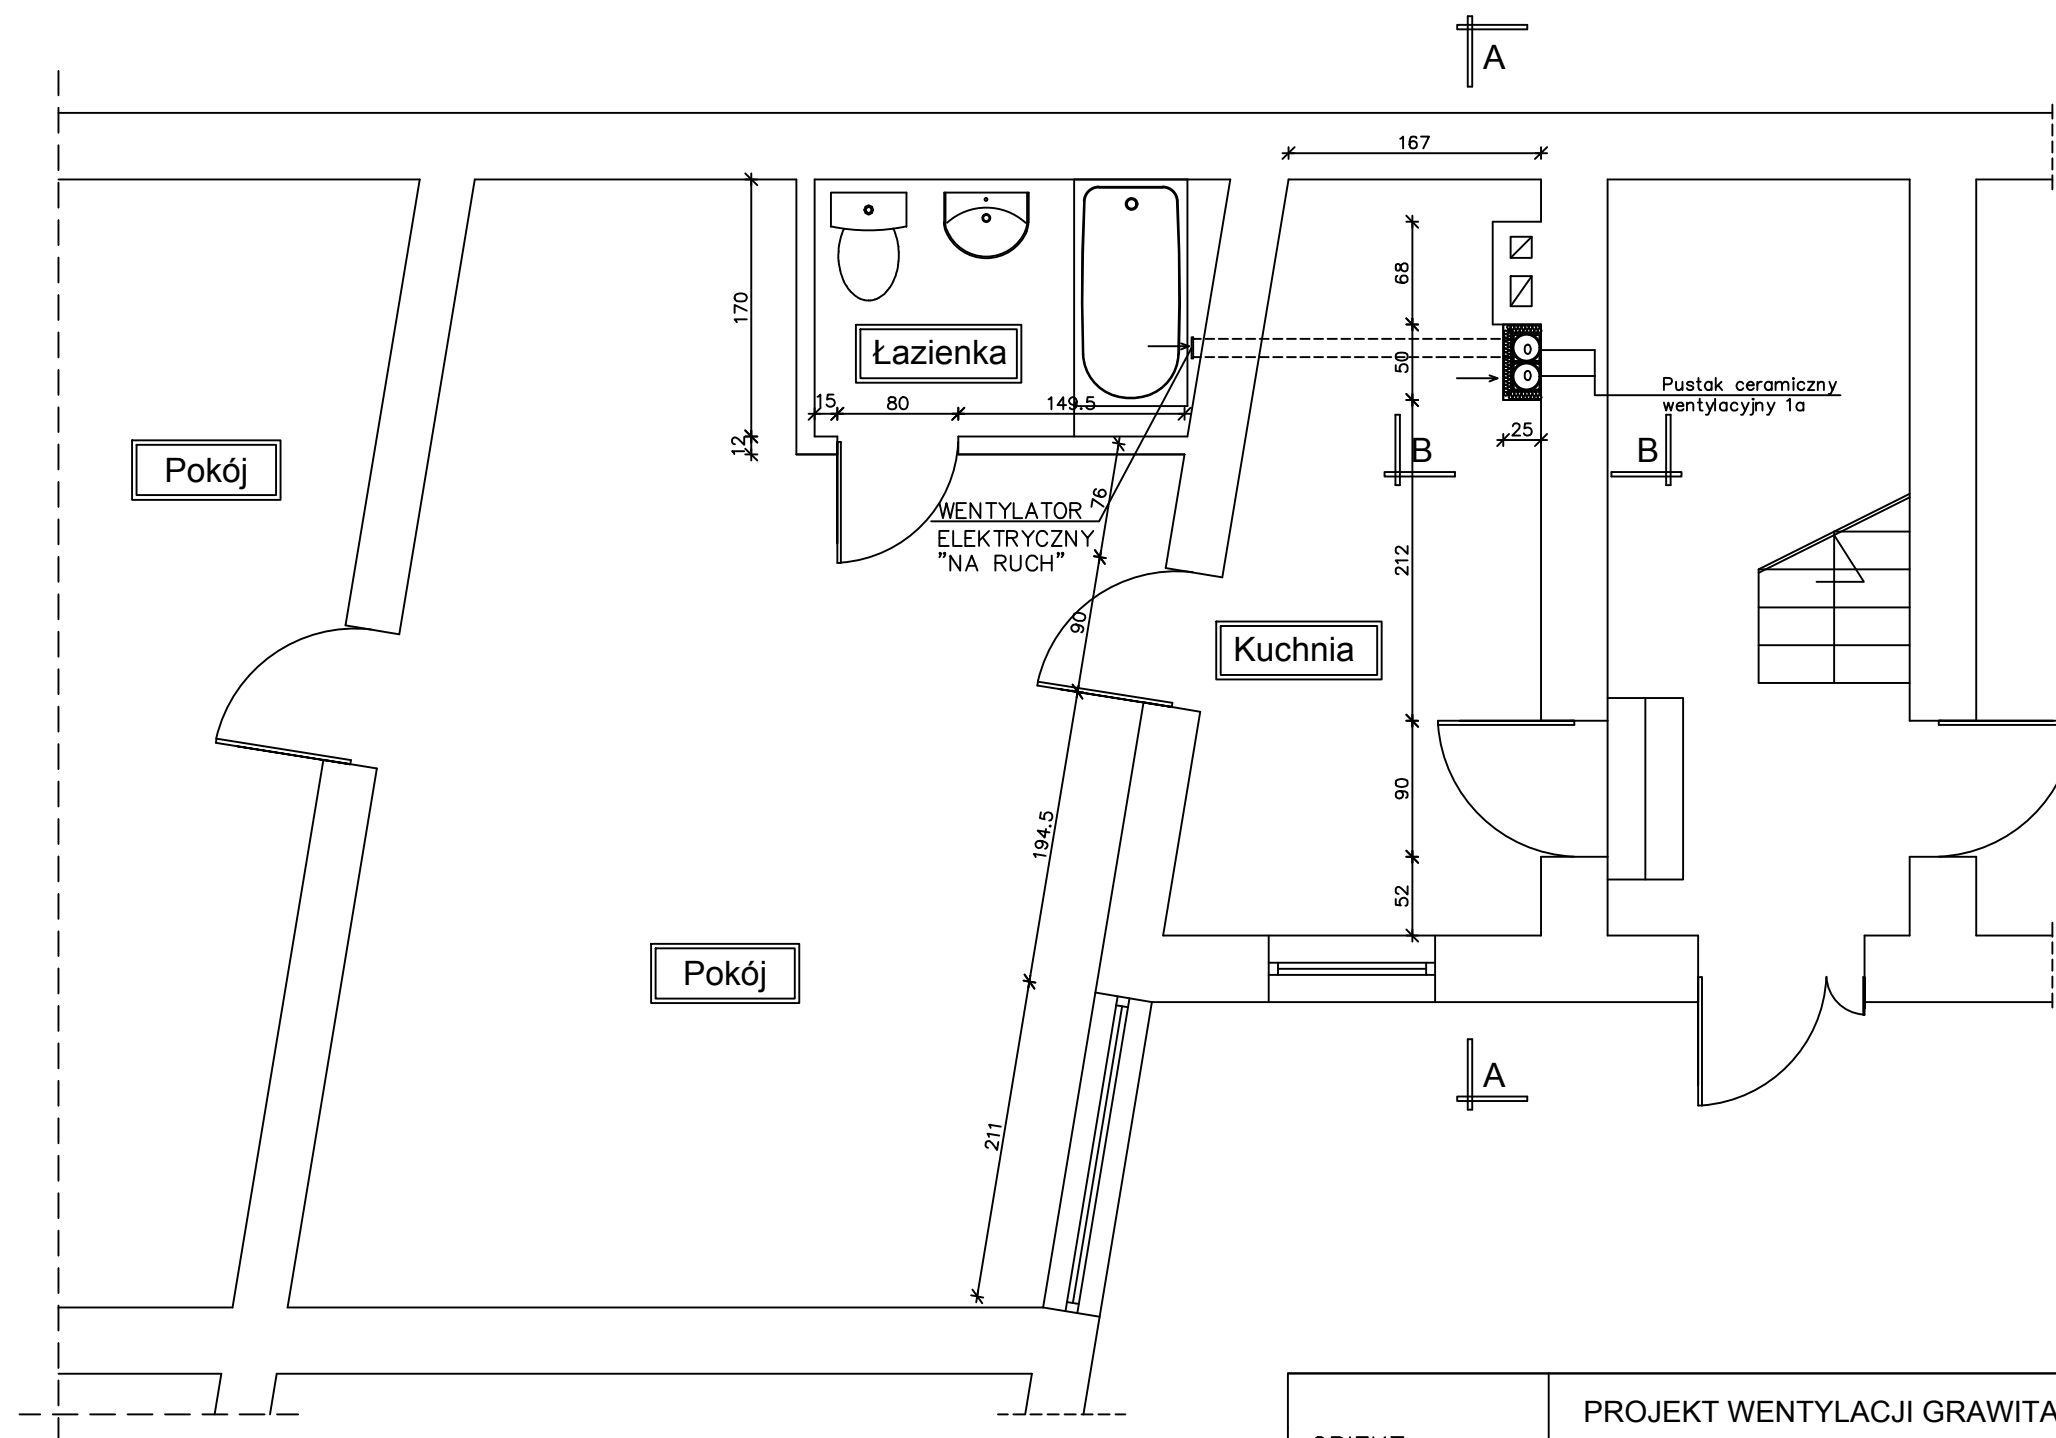 A
167
170
68
Łazienka
50
Pustak ceramiczny
wentylacyjny 1a
15
80
149.5
12
25
B
B
Pokój
76
WENTYLATOR
ELEKTRYCZNY
"NA RUCH"
212
90
Kuchnia
90
194.5
52
Pokój
A
211
PROJEKT WENTYLACJI GRAWITA